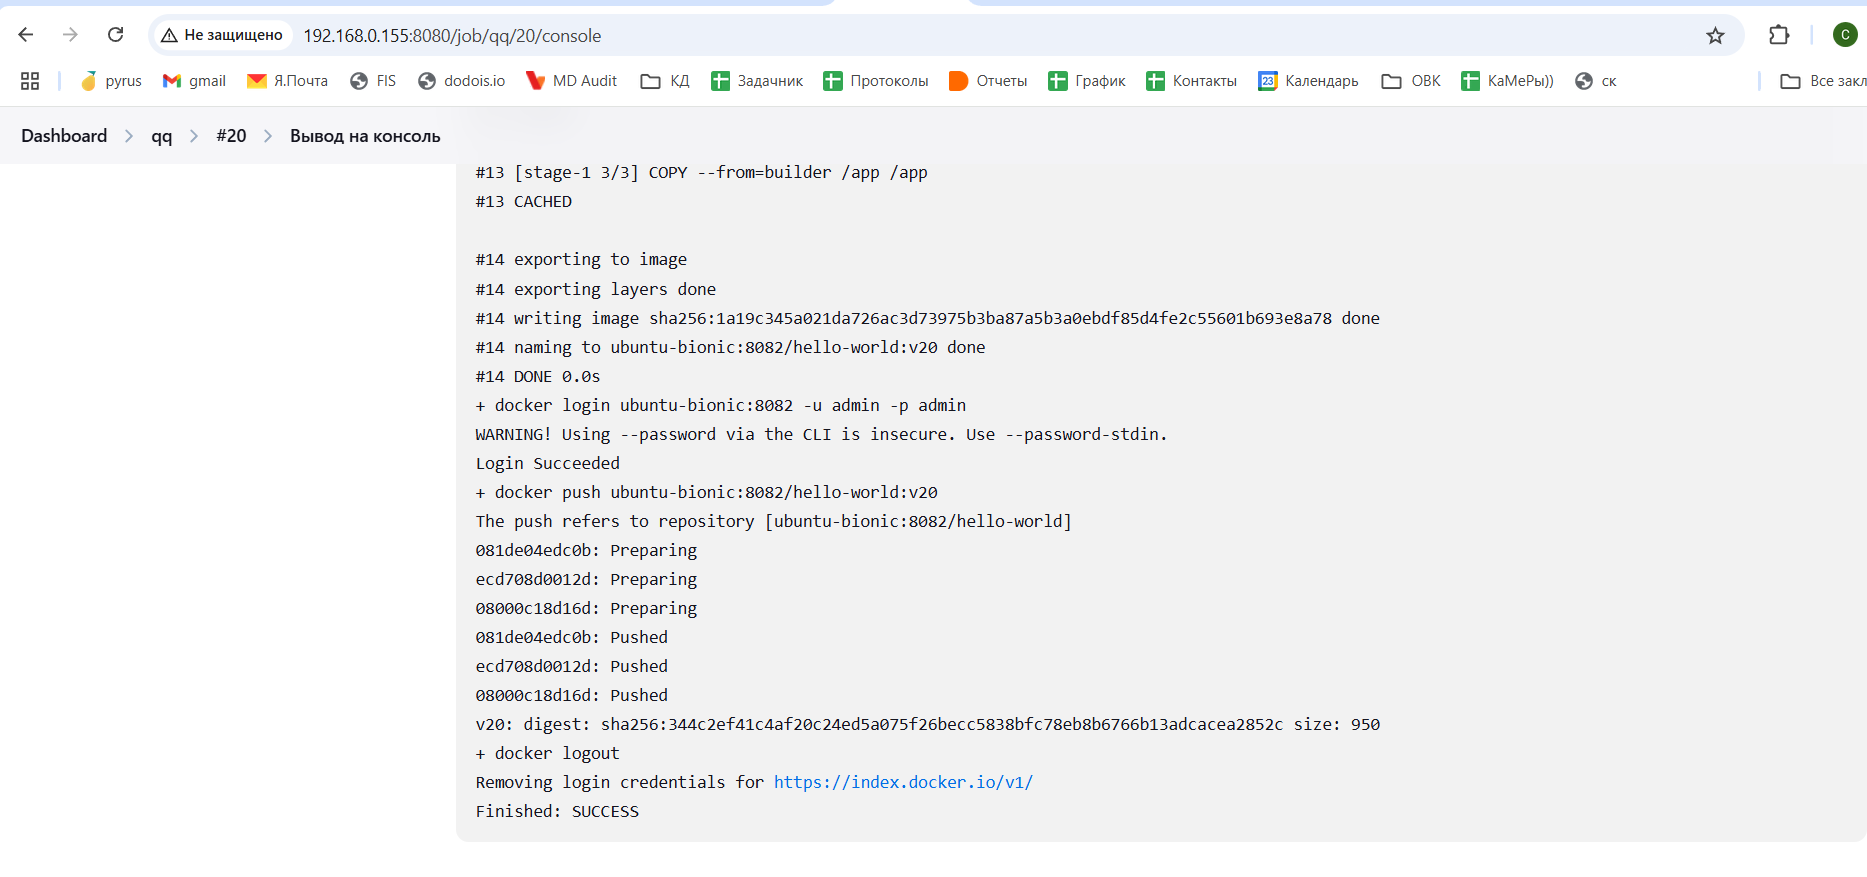 Не защищено 192.168.0.155:8080/job/qq/20/console С
pyrus gmail Я.Почта FIS dodois.io MD Audit КД Задачник Протоколы Отчеты График Контакты 23 Календарь ОВК КаМеРы)) ск Все закл
Dashboard > qq > #20 > Вывод на консоль
#13 [stage-1 3/3] COPY --from=builder /app /app
#13 CACHED
#14 exporting to image
#14 exporting layers done
#14 writing image sha256:1a19c345a021da726ac3d73975b3ba87a5b3a0ebdf85d4fe2c55601b693e8a78 done
#14 naming to ubuntu-bionic:8082/hello-world:v20 done
#14 DONE 0.0s
+ docker login ubuntu-bionic:8082 -u admin -p admin
WARNING! Using --password via the CLI is insecure. Use --password-stdin.
Login Succeeded
+ docker push ubuntu-bionic:8082/hello-world:v20
The push refers to repository [ubuntu-bionic:8082/hello-world]
081de04edc0b: Preparing
ecd708d0012d: Preparing
08000c18d16d: Preparing
081de04edc0b: Pushed
ecd708d0012d: Pushed
08000c18d16d: Pushed
v20: digest: sha256:344c2ef41c4af20c24ed5a075f26becc5838bfc78eb8b6766b13adcacea2852c size: 950
+ docker logout
Removing login credentials for https://index.docker.io/v1/
Finished: SUCCESS